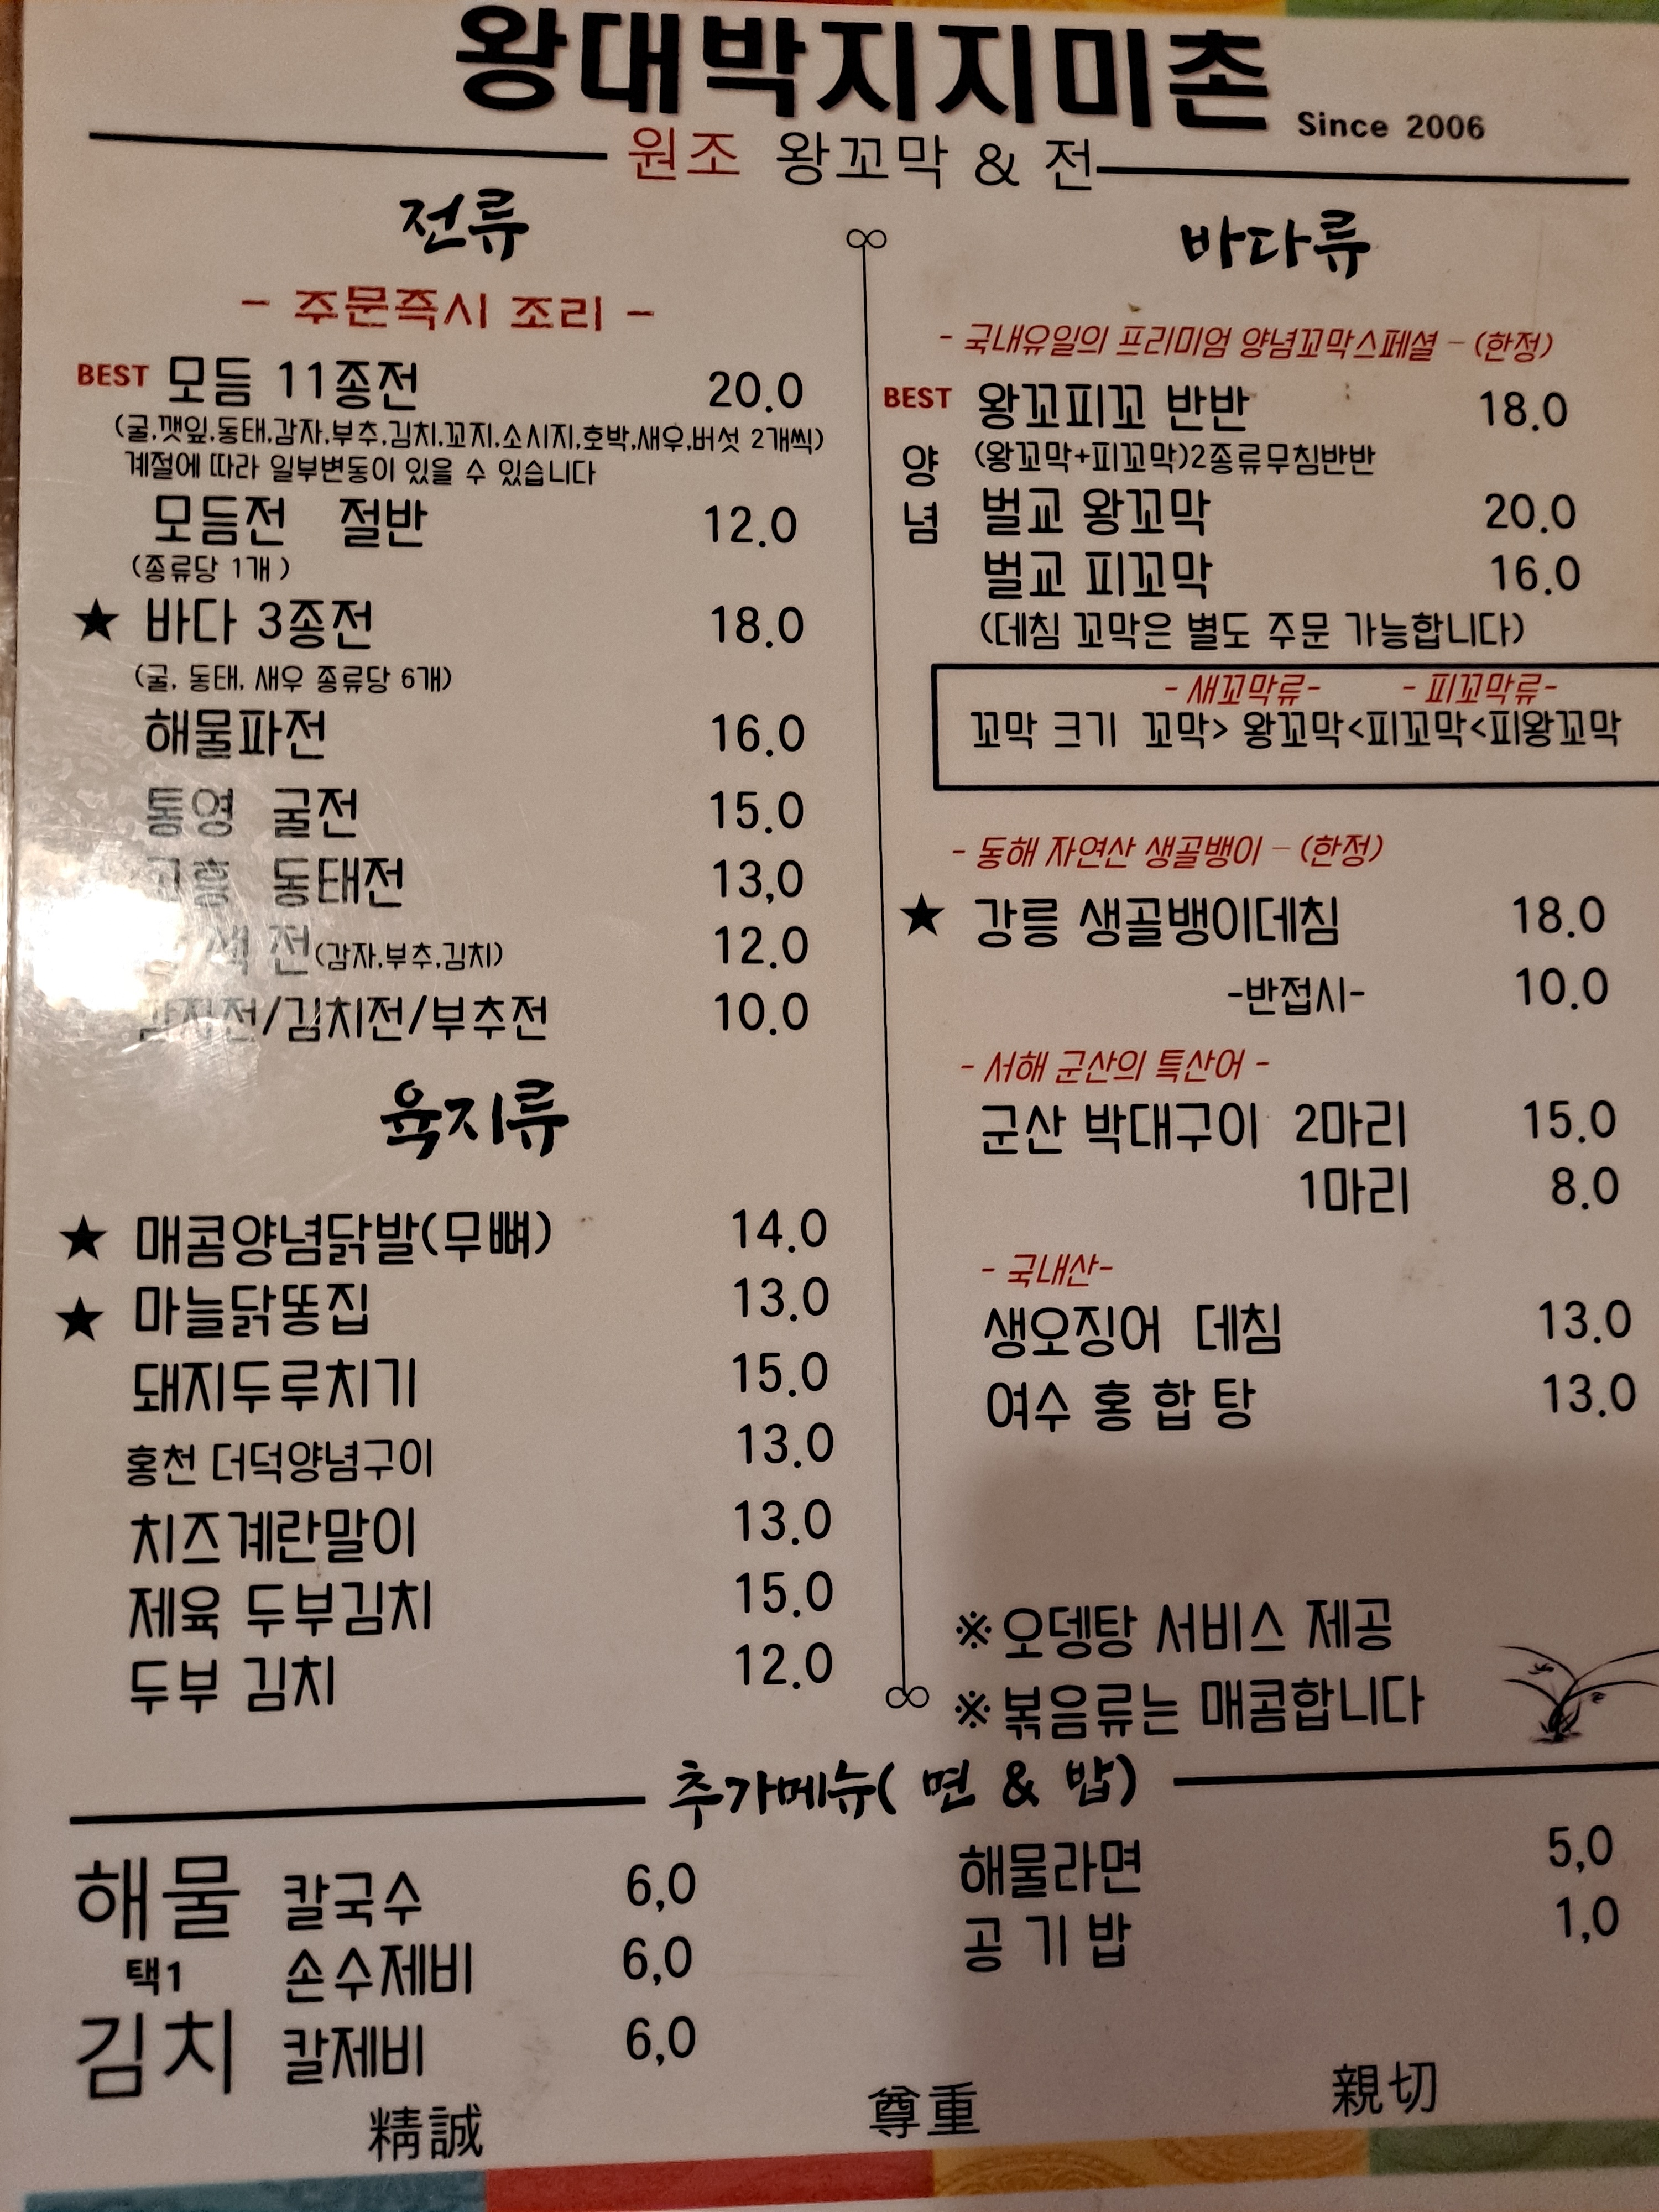 왕대박지지미촌 Since 2006
원조 왕꼬막 & 전
전류
- 주문즉시 조리 -
BEST 모듬 11종전 20.0
(굴,깻잎,동태,감자,부추,김치,꼬지,소시지,호박,새우,버섯 2개씩)
계절에 따라 일부변동이 있을 수 있습니다
모듬전 절반 12.0
(종류당 1개)
★ 바다 3종전 18.0
(굴, 동태, 새우 종류당 6개)
해물파전 16.0
통영 굴전 15.0
고흥 동태전 13,0
색 전(감자,부추,김치) 12.0
감자전/김치전/부추전 10.0
육지류
★ 매콤양념닭발(무뼈) 14.0
★ 마늘닭똥집 13.0
돼지두루치기 15.0
홍천 더덕양념구이 13.0
치즈계란말이 13.0
제육 두부김치 15.0
두부 김치 12.0
바다류
- 국내유일의 프리미엄 양념꼬막스페셜 - (한정)
BEST 왕꼬피꼬 반반 18.0
양념
(왕꼬막+피꼬막)2종류무침반반
벌교 왕꼬막 20.0
벌교 피꼬막 16.0
(데침 꼬막은 별도 주문 가능합니다)
- 새꼬막류- - 피꼬막류-
꼬막 크기 꼬막> 왕꼬막<피꼬막<피왕꼬막
- 동해 자연산 생골뱅이 - (한정)
★ 강릉 생골뱅이데침 18.0
-반접시- 10.0
- 서해 군산의 특산어 -
군산 박대구이 2마리 15.0
1마리 8.0
- 국내산-
생오징어 데침 13.0
여수 홍 합 탕 13.0
※오뎅탕 서비스 제공
※볶음류는 매콤합니다
추가메뉴( 면 & 밥)
해물 칼국수 6,0
택1 손수제비 6,0
김치 칼제비 6,0
해물라면 5,0
공 기 밥 1,0
精誠 尊重 親切